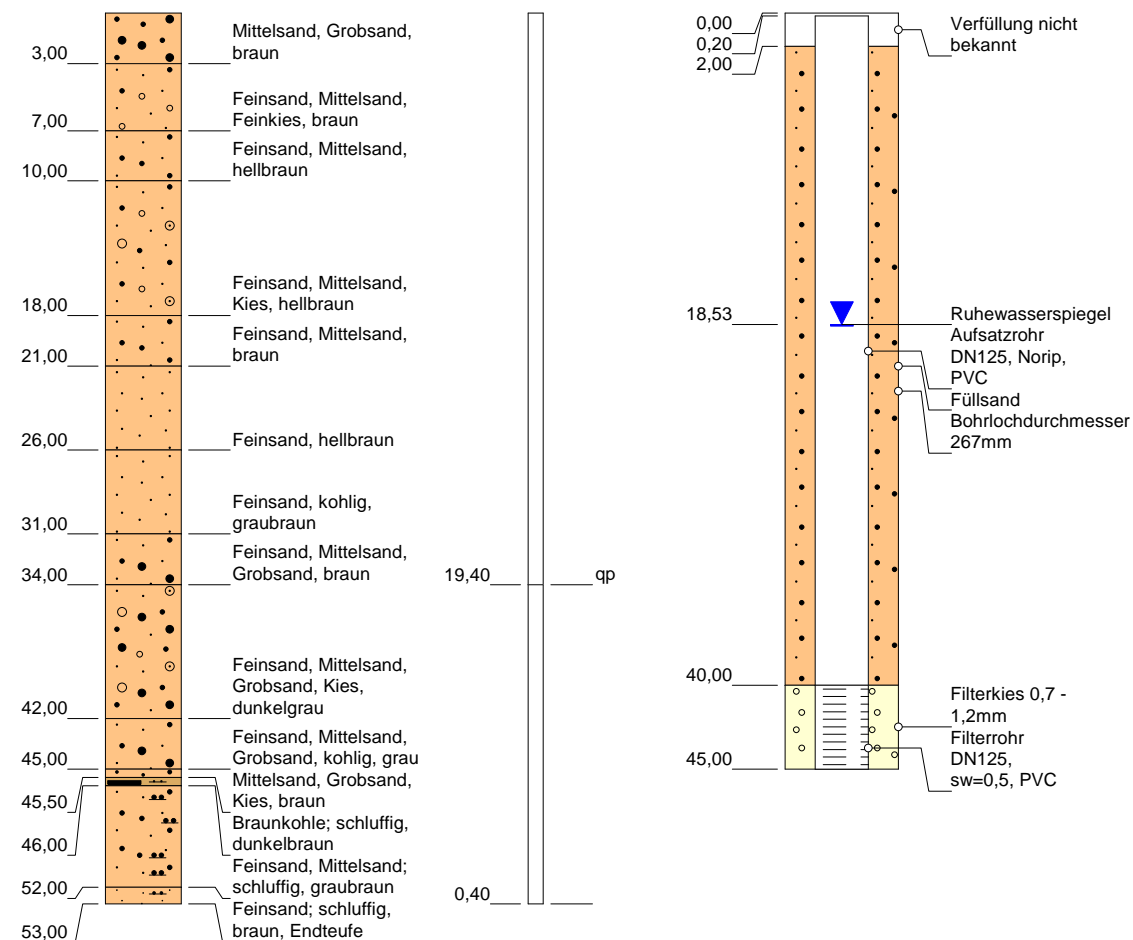 3,00
Mittelsand, Grobsand,
braun
7,00
Feinsand, Mittelsand,
Feinkies, braun
10,00
Feinsand, Mittelsand,
hellbraun
18,00
Feinsand, Mittelsand,
Kies, hellbraun
21,00
Feinsand, Mittelsand,
braun
26,00
Feinsand, hellbraun
31,00
Feinsand, kohlig,
graubraun
34,00
Feinsand, Mittelsand,
Grobsand, braun
42,00
Feinsand, Mittelsand,
Grobsand, Kies,
dunkelgrau
45,00
Feinsand, Mittelsand,
Grobsand, kohlig, grau
45,50
Mittelsand, Grobsand,
Kies, braun
46,00
Braunkohle; schluffig,
dunkelbraun
52,00
Feinsand, Mittelsand;
schluffig, graubraun
53,00
Feinsand; schluffig,
braun, Endteufe
19,40
qp
0,40
0,00
0,20
2,00
Verfüllung nicht
bekannt
18,53
Ruhewasserspiegel
Aufsatzrohr
DN125, Norip,
PVC
Füllsand
Bohrlochdurchmesser
267mm
40,00
Filterkies 0,7 -
1,2mm
45,00
Filterrohr
DN125,
sw=0,5, PVC